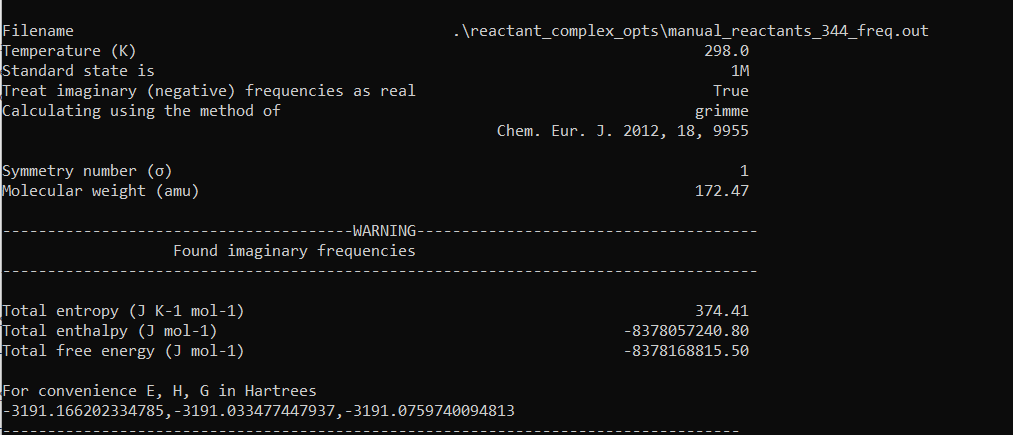 Filename .\reactant_complex_opts\manual_reactants_344_freq.out
Temperature (K) 298.0
Standard state is 1M
Treat imaginary (negative) frequencies as real True
Calculating using the method of grimme
Chem. Eur. J. 2012, 18, 9955
Symmetry number (σ) 1
Molecular weight (amu) 172.47
-------------------------------------WARNING------------------------------------
Found imaginary frequencies
--------------------------------------------------------------------------------
Total entropy (J K-1 mol-1) 374.41
Total enthalpy (J mol-1) -8378057240.80
Total free energy (J mol-1) -8378168815.50
For convenience E, H, G in Hartrees
-3191.166202334785,-3191.033477447937,-3191.0759740094813
------------------------------------------------------------------------------